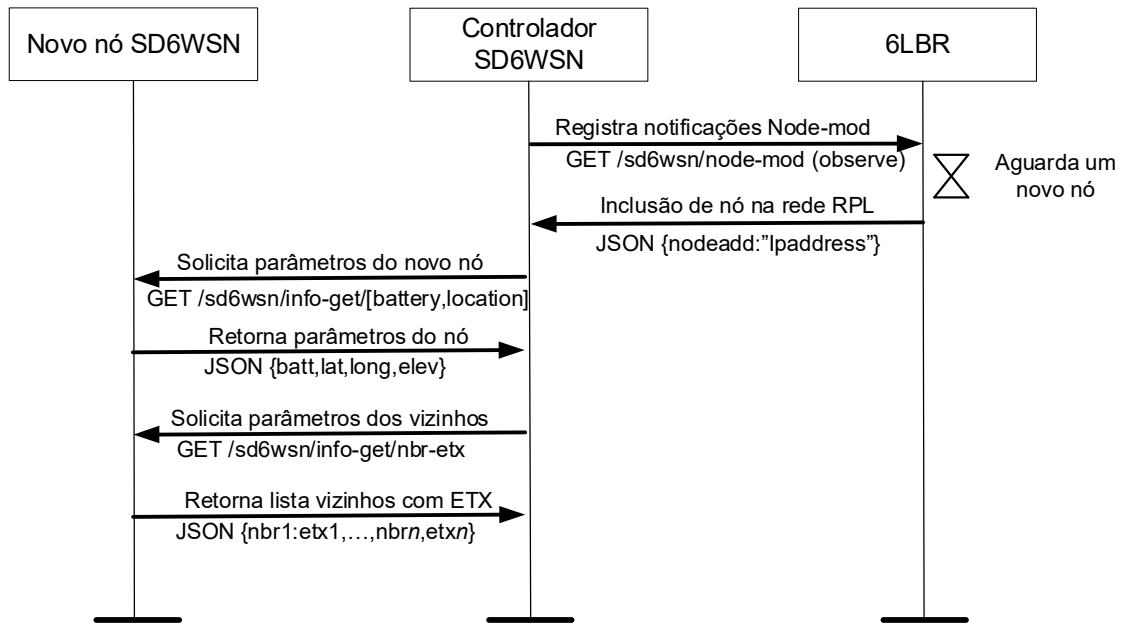 Novo nó SD6WSN
Controlador
SD6WSN
6LBR
Registra notificações Node-mod
GET /sd6wsn/node-mod (observe)
Aguarda um
novo nó
Inclusão de nó na rede RPL
JSON {nodeadd:”Ipaddress”}
Solicita parâmetros do novo nó
GET /sd6wsn/info-get/[battery,location]
Retorna parâmetros do nó
JSON {batt,lat,long,elev}
Solicita parâmetros dos vizinhos
GET /sd6wsn/info-get/nbr-etx
Retorna lista vizinhos com ETX
JSON {nbr1:etx1,…,nbrn,etxn}